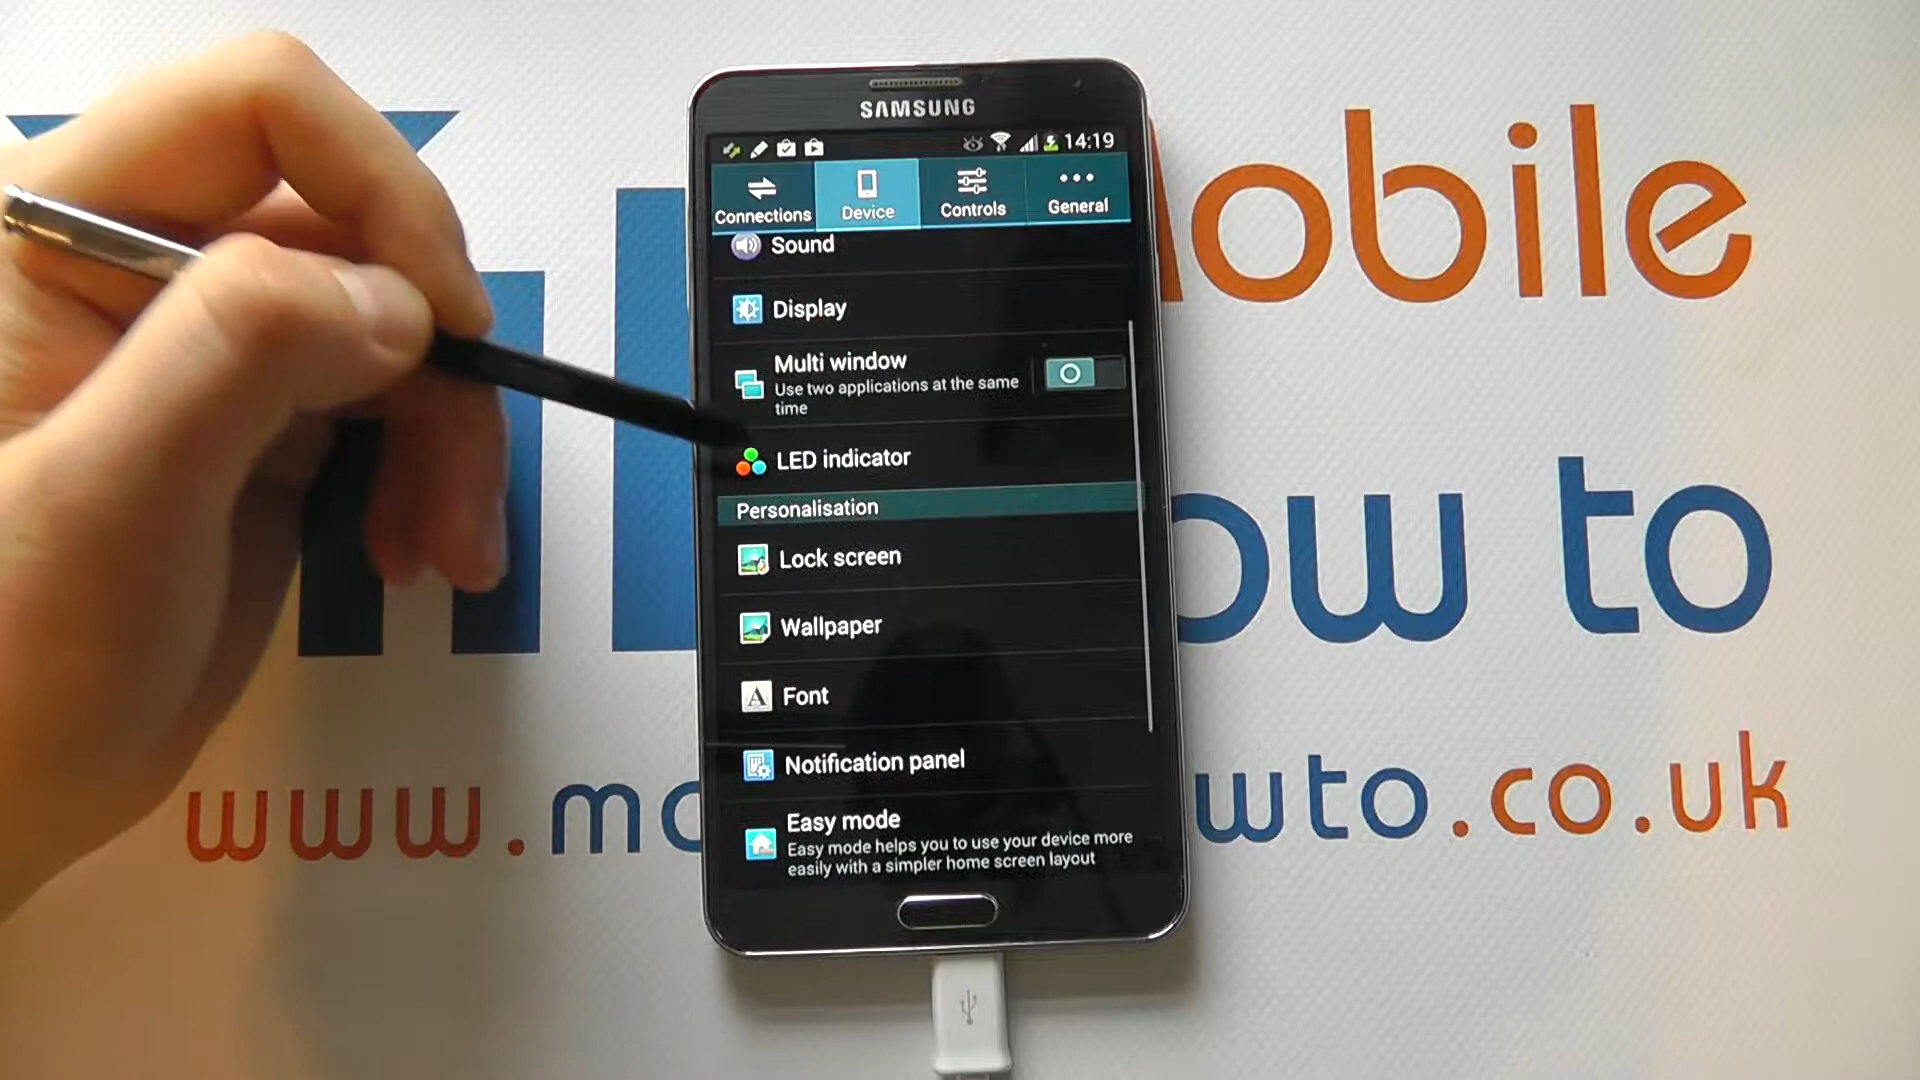 SAMSUNG
14:19
Connections
Device
Controls
General
Sound
Display
Multi window
Use two applications at the same
time
LED indicator
Personalisation
Lock screen
Wallpaper
A Font
Notification panel
Easy mode
Easy mode helps you to use your device more
easily with a simpler home screen layout
obile
ow to
www.mo
wto.co.uk